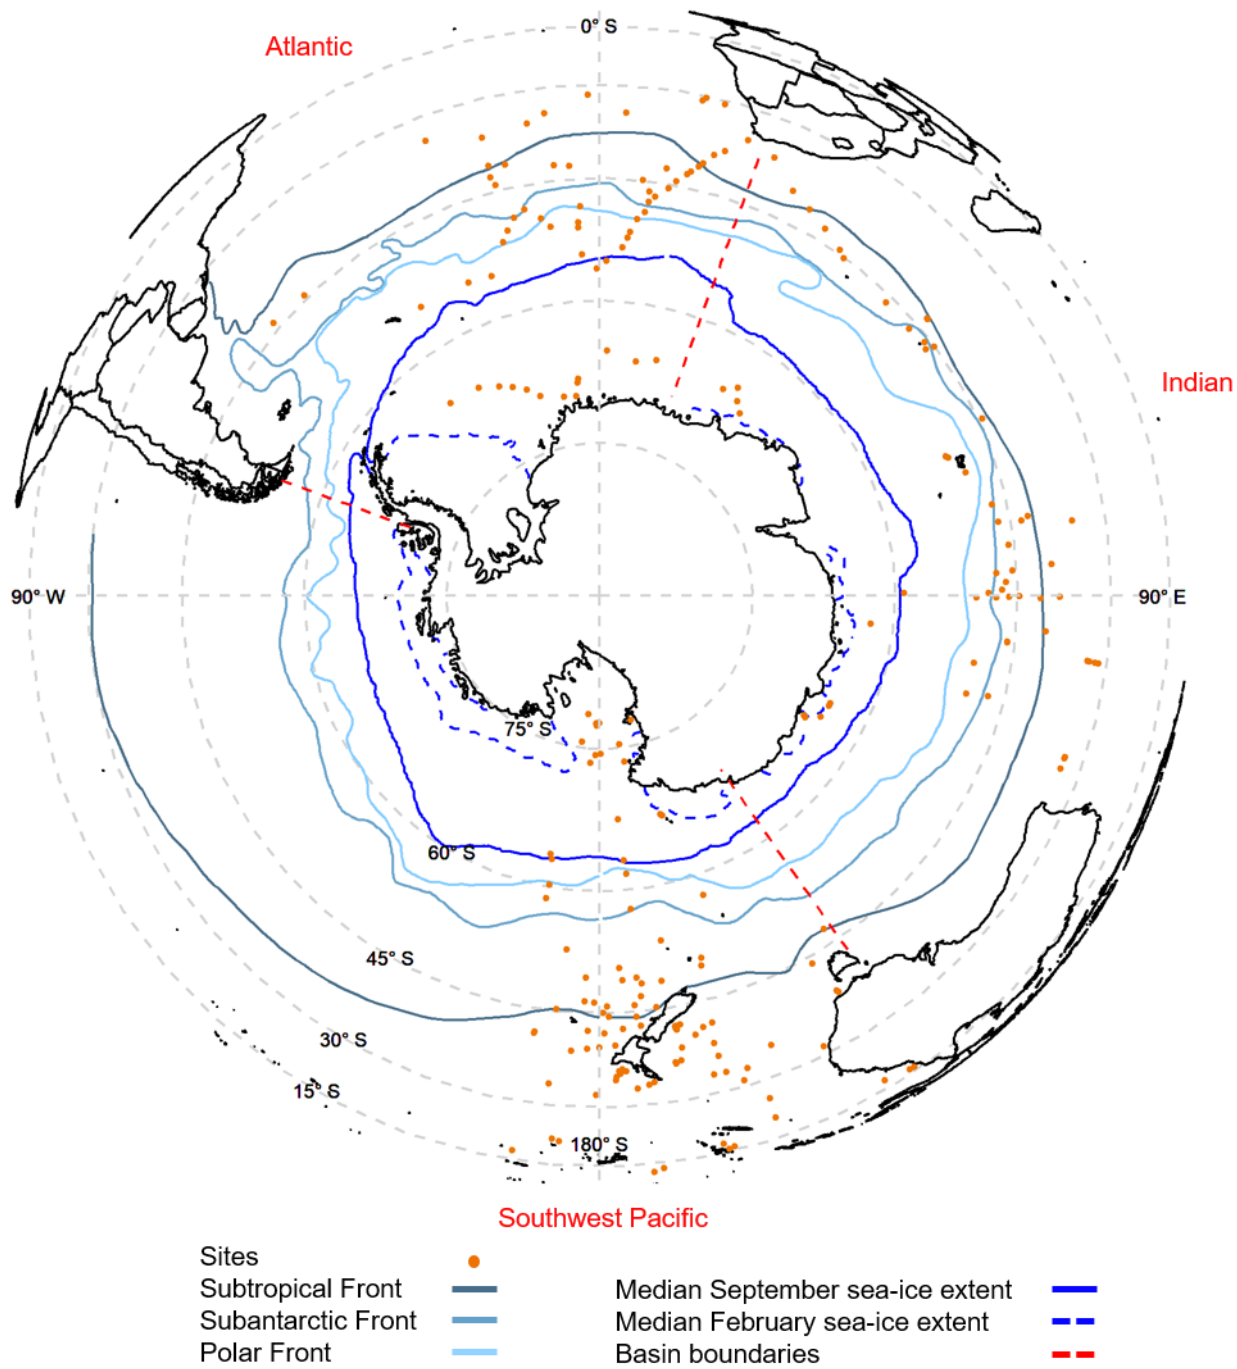 0° S
Atlantic
Indian
90° W
90° E
75° S
60° S
45° S
30° S
15° S
180° S
Southwest Pacific
Sites
Subtropical Front
Subantarctic Front
Polar Front
Median September sea-ice extent
Median February sea-ice extent
Basin boundaries